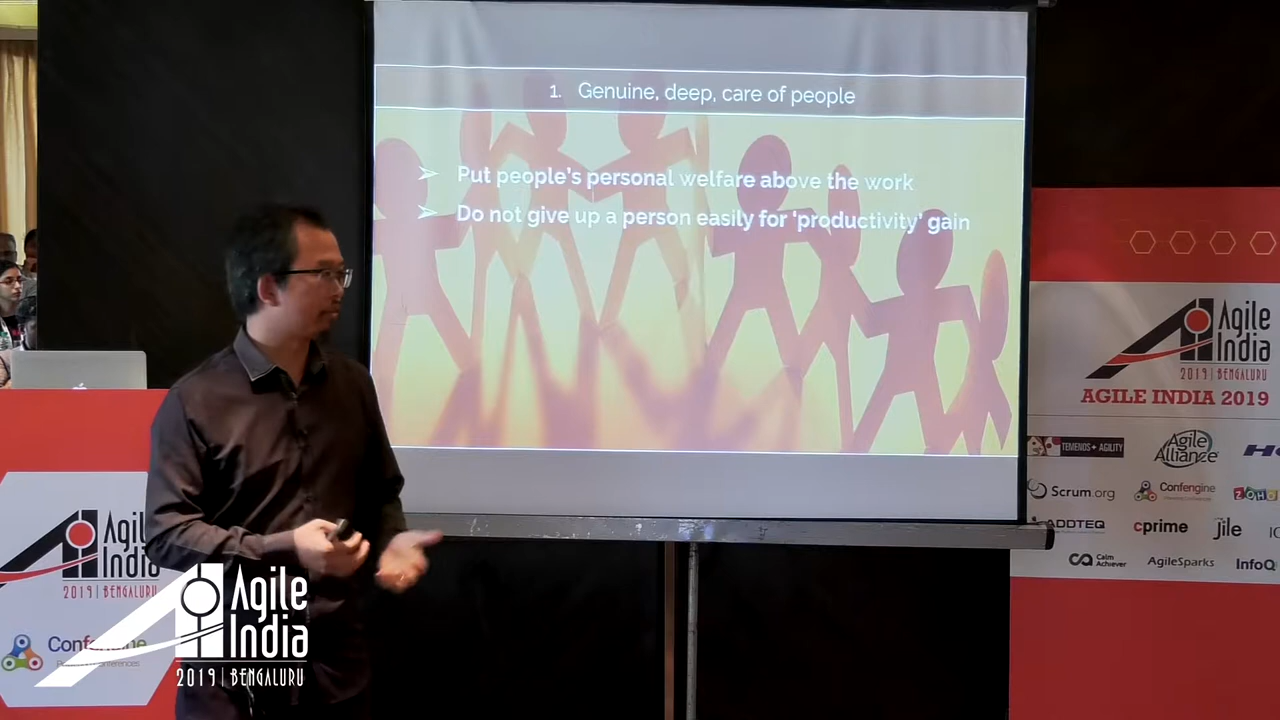 1. Genuine, deep, care of people
➢ Put people's personal welfare above the work
➢ Do not give up a person easily for 'productivity' gain
Agile
India
2019 | BENGALURU
AGILE INDIA 2019
TEMENOS + AGILITY
Agile
Alliance
Scrum.org
Confengine
ZOHO
ADDTEQ
cprime
Jile
CA
Calm
Achiever
AgileSparks
InfoQ
Agile
India
2019 | BENGALURU
Confengine
Agile
India
2019 | BENGALURU